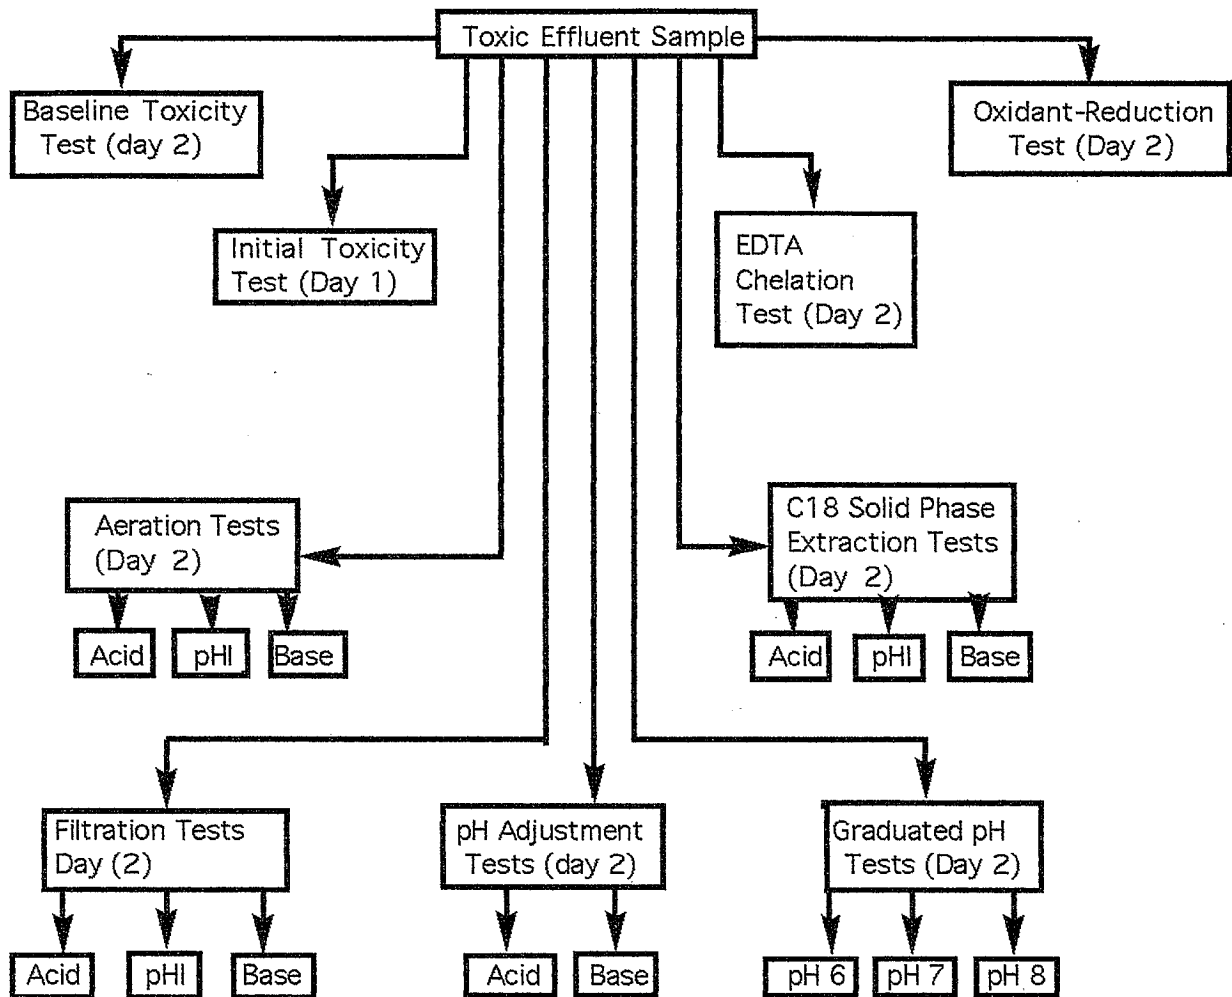 Toxic Effluent Sample
Baseline Toxicity
Test (day 2)
Oxidant-Reduction
Test (Day 2)
Initial Toxicity
Test (Day 1)
EDTA
Chelation
Test (Day 2)
Aeration Tests
(Day 2)
Acid
pHI
Base
C18 Solid Phase
Extraction Tests
(Day 2)
Acid
pHI
Base
Filtration Tests
Day (2)
Acid
pHI
Base
pH Adjustment
Tests (day 2)
Acid
Base
Graduated pH
Tests (Day 2)
pH 6
pH 7
pH 8